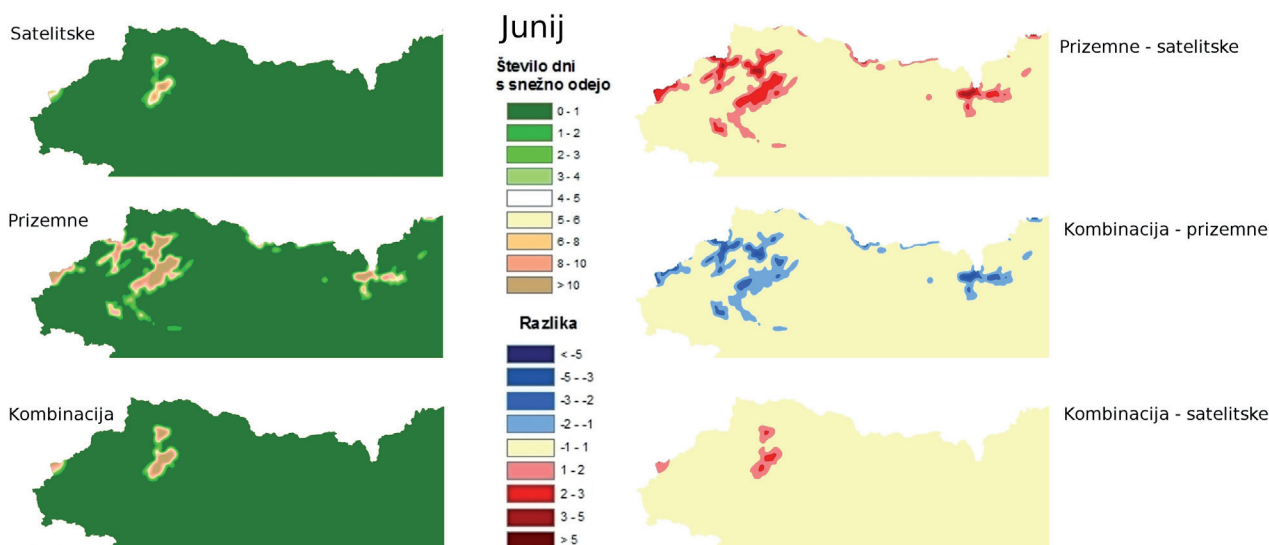 Satelitske
Prizemne
Kombinacija
Junij
Število dni
s snežno odejo
0 - 1
1 - 2
2 - 3
3 - 4
4 - 5
5 - 6
6 - 8
8 - 10
> 10
Razlika
< -5
-5 - -3
-3 - -2
-2 - -1
-1 - 1
1 - 2
2 - 3
3 - 5
> 5
Prizemne - satelitske
Kombinacija - prizemne
Kombinacija - satelitske